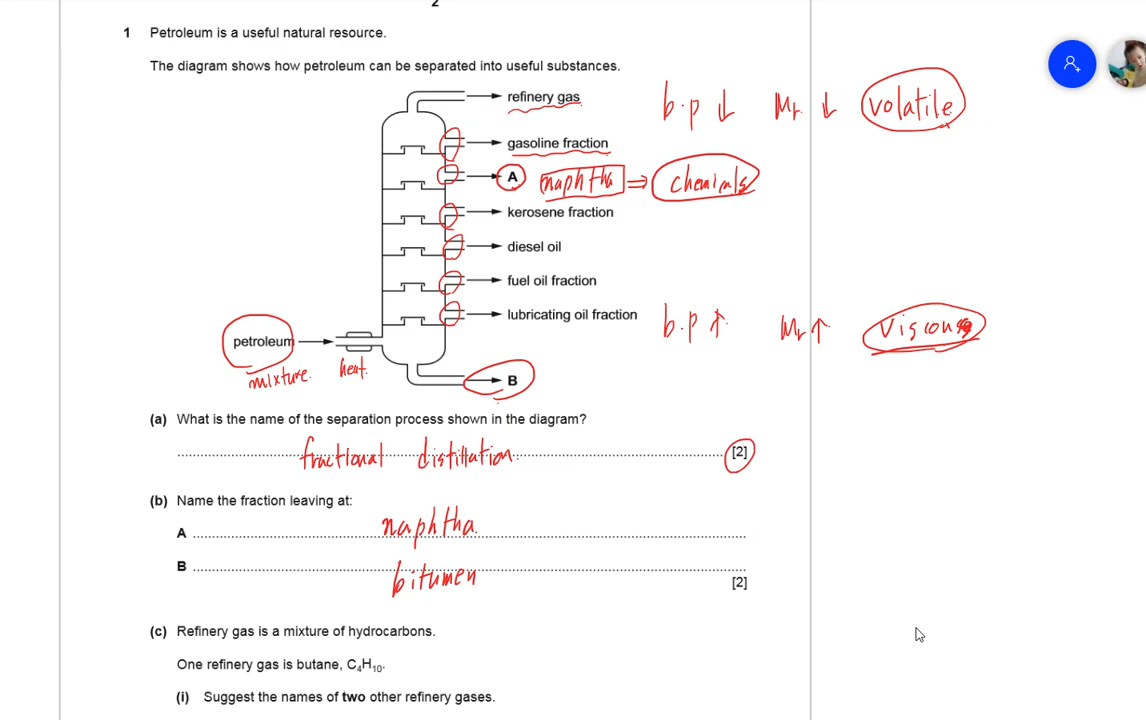 2
1 Petroleum is a useful natural resource.
The diagram shows how petroleum can be separated into useful substances.
refinery gas b.p ↓ Mr ↓ volatile
gasoline fraction
A naphtha ⇒ chemicals
kerosene fraction
diesel oil
fuel oil fraction
lubricating oil fraction b.p ↑ Mr ↑ Viscous
petroleum
mixture. heat.
B
(a) What is the name of the separation process shown in the diagram?
fractional distillation. [2]
(b) Name the fraction leaving at:
A naphtha.
B bitumen [2]
(c) Refinery gas is a mixture of hydrocarbons.
One refinery gas is butane, C₄H₁₀.
(i) Suggest the names of two other refinery gases.